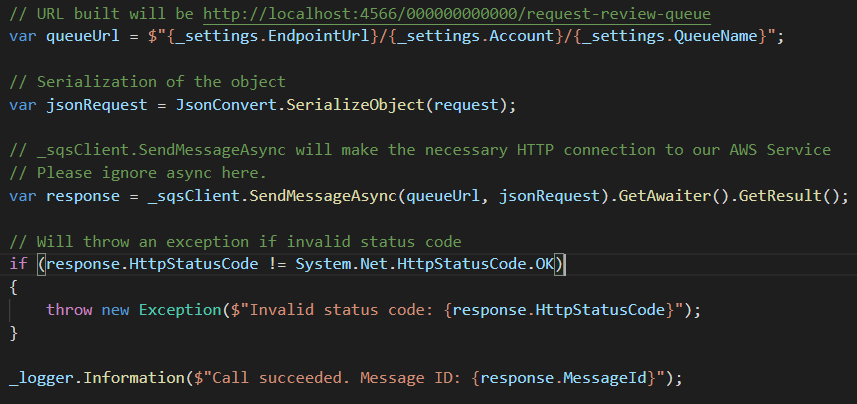 // URL built will be http://localhost:4566/000000000000/request-review-queue
var queueUrl = $"{_settings.EndpointUrl}/{_settings.Account}/{_settings.QueueName}";
// Serialization of the object
var jsonRequest = JsonConvert.SerializeObject(request);
// _sqsClient.SendMessageAsync will make the necessary HTTP connection to our AWS Service
// Please ignore async here.
var response = _sqsClient.SendMessageAsync(queueUrl, jsonRequest).GetAwaiter().GetResult();
// Will throw an exception if invalid status code
if (response.HttpStatusCode != System.Net.HttpStatusCode.OK)
{
    throw new Exception($"Invalid status code: {response.HttpStatusCode}");
}
_logger.Information($"Call succeeded. Message ID: {response.MessageId}");